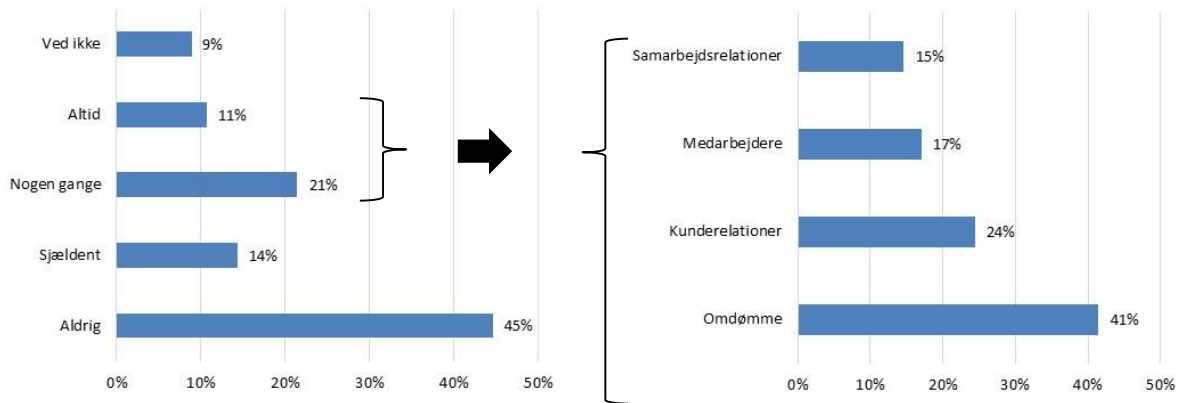 Ved ikke 9%
Altid 11%
Nogen gange 21%
Sjældent 14%
Aldrig 45%
0% 10% 20% 30% 40% 50%
Samarbejdsrelationer 15%
Medarbejdere 17%
Kunderelationer 24%
Omdømme 41%
0% 10% 20% 30% 40% 50%